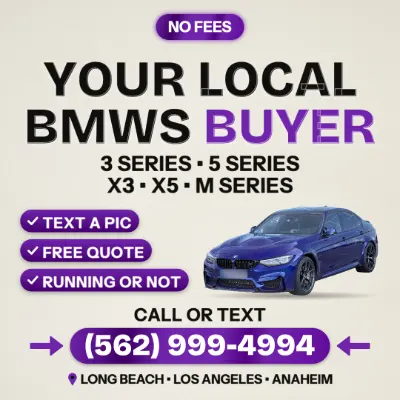 NO FEES
YOUR LOCAL
BMWS BUYER
3 SERIES • 5 SERIES
X3 • X5 • M SERIES
✓ TEXT A PIC
✓ FREE QUOTE
✓ RUNNING OR NOT
CALL OR TEXT
(562) 999-4994
LONG BEACH • LOS ANGELES • ANAHEIM